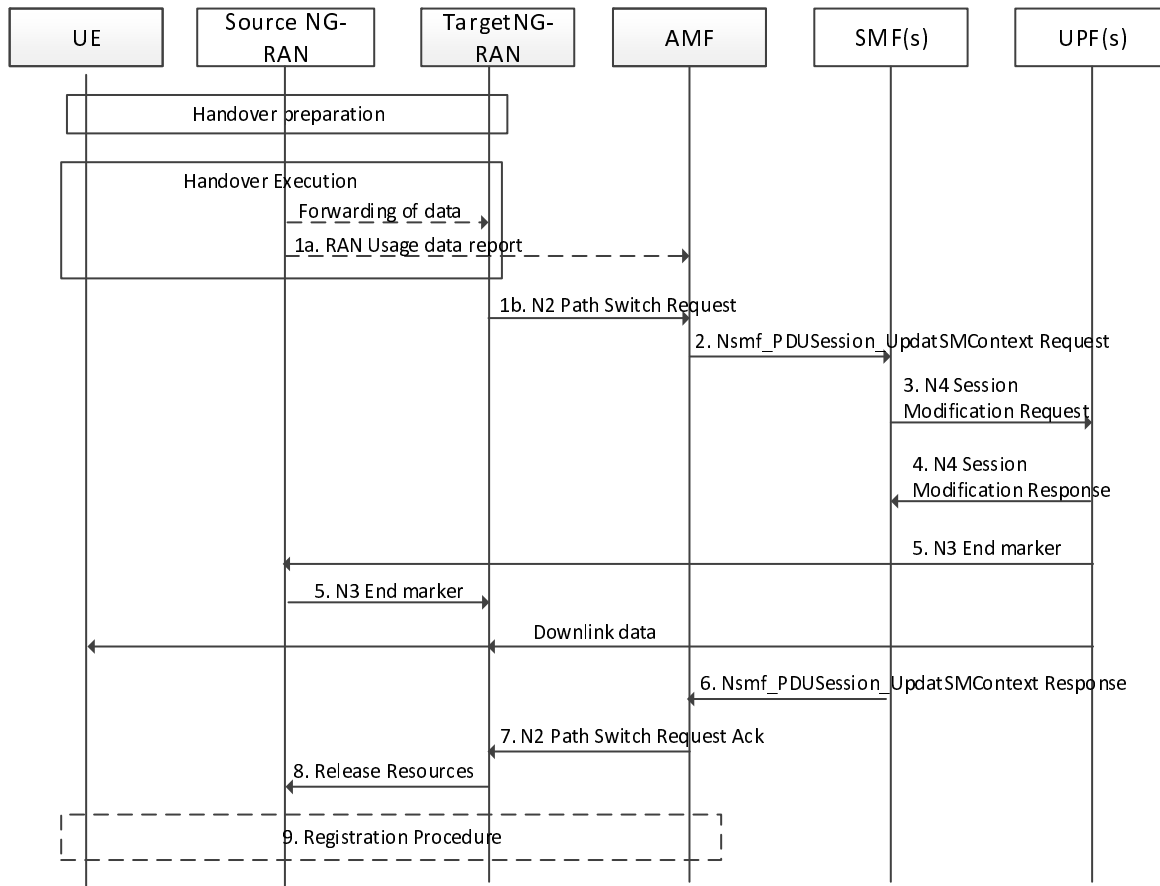 UE
Source NG-
RAN
TargetNG-
RAN
AMF
SMF(s)
UPF(s)
Handover preparation
Handover Execution
Forwarding of data
1a. RAN Usage data report
1b. N2 Path Switch Request
2. Nsmf_PDUSession_UpdatSMContext Request
3. N4 Session
Modification Request
4. N4 Session
Modification Response
5. N3 End marker
5. N3 End marker
Downlink data
6. Nsmf_PDUSession_UpdatSMContext Response
7. N2 Path Switch Request Ack
8. Release Resources
9. Registration Procedure